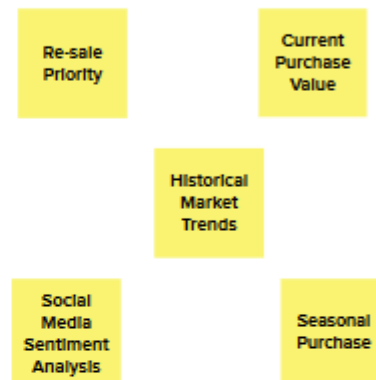 Re-sale
Priority
Current
Purchase
Value
Historical
Market
Trends
Social
Media
Sentiment
Analysis
Seasonal
Purchase